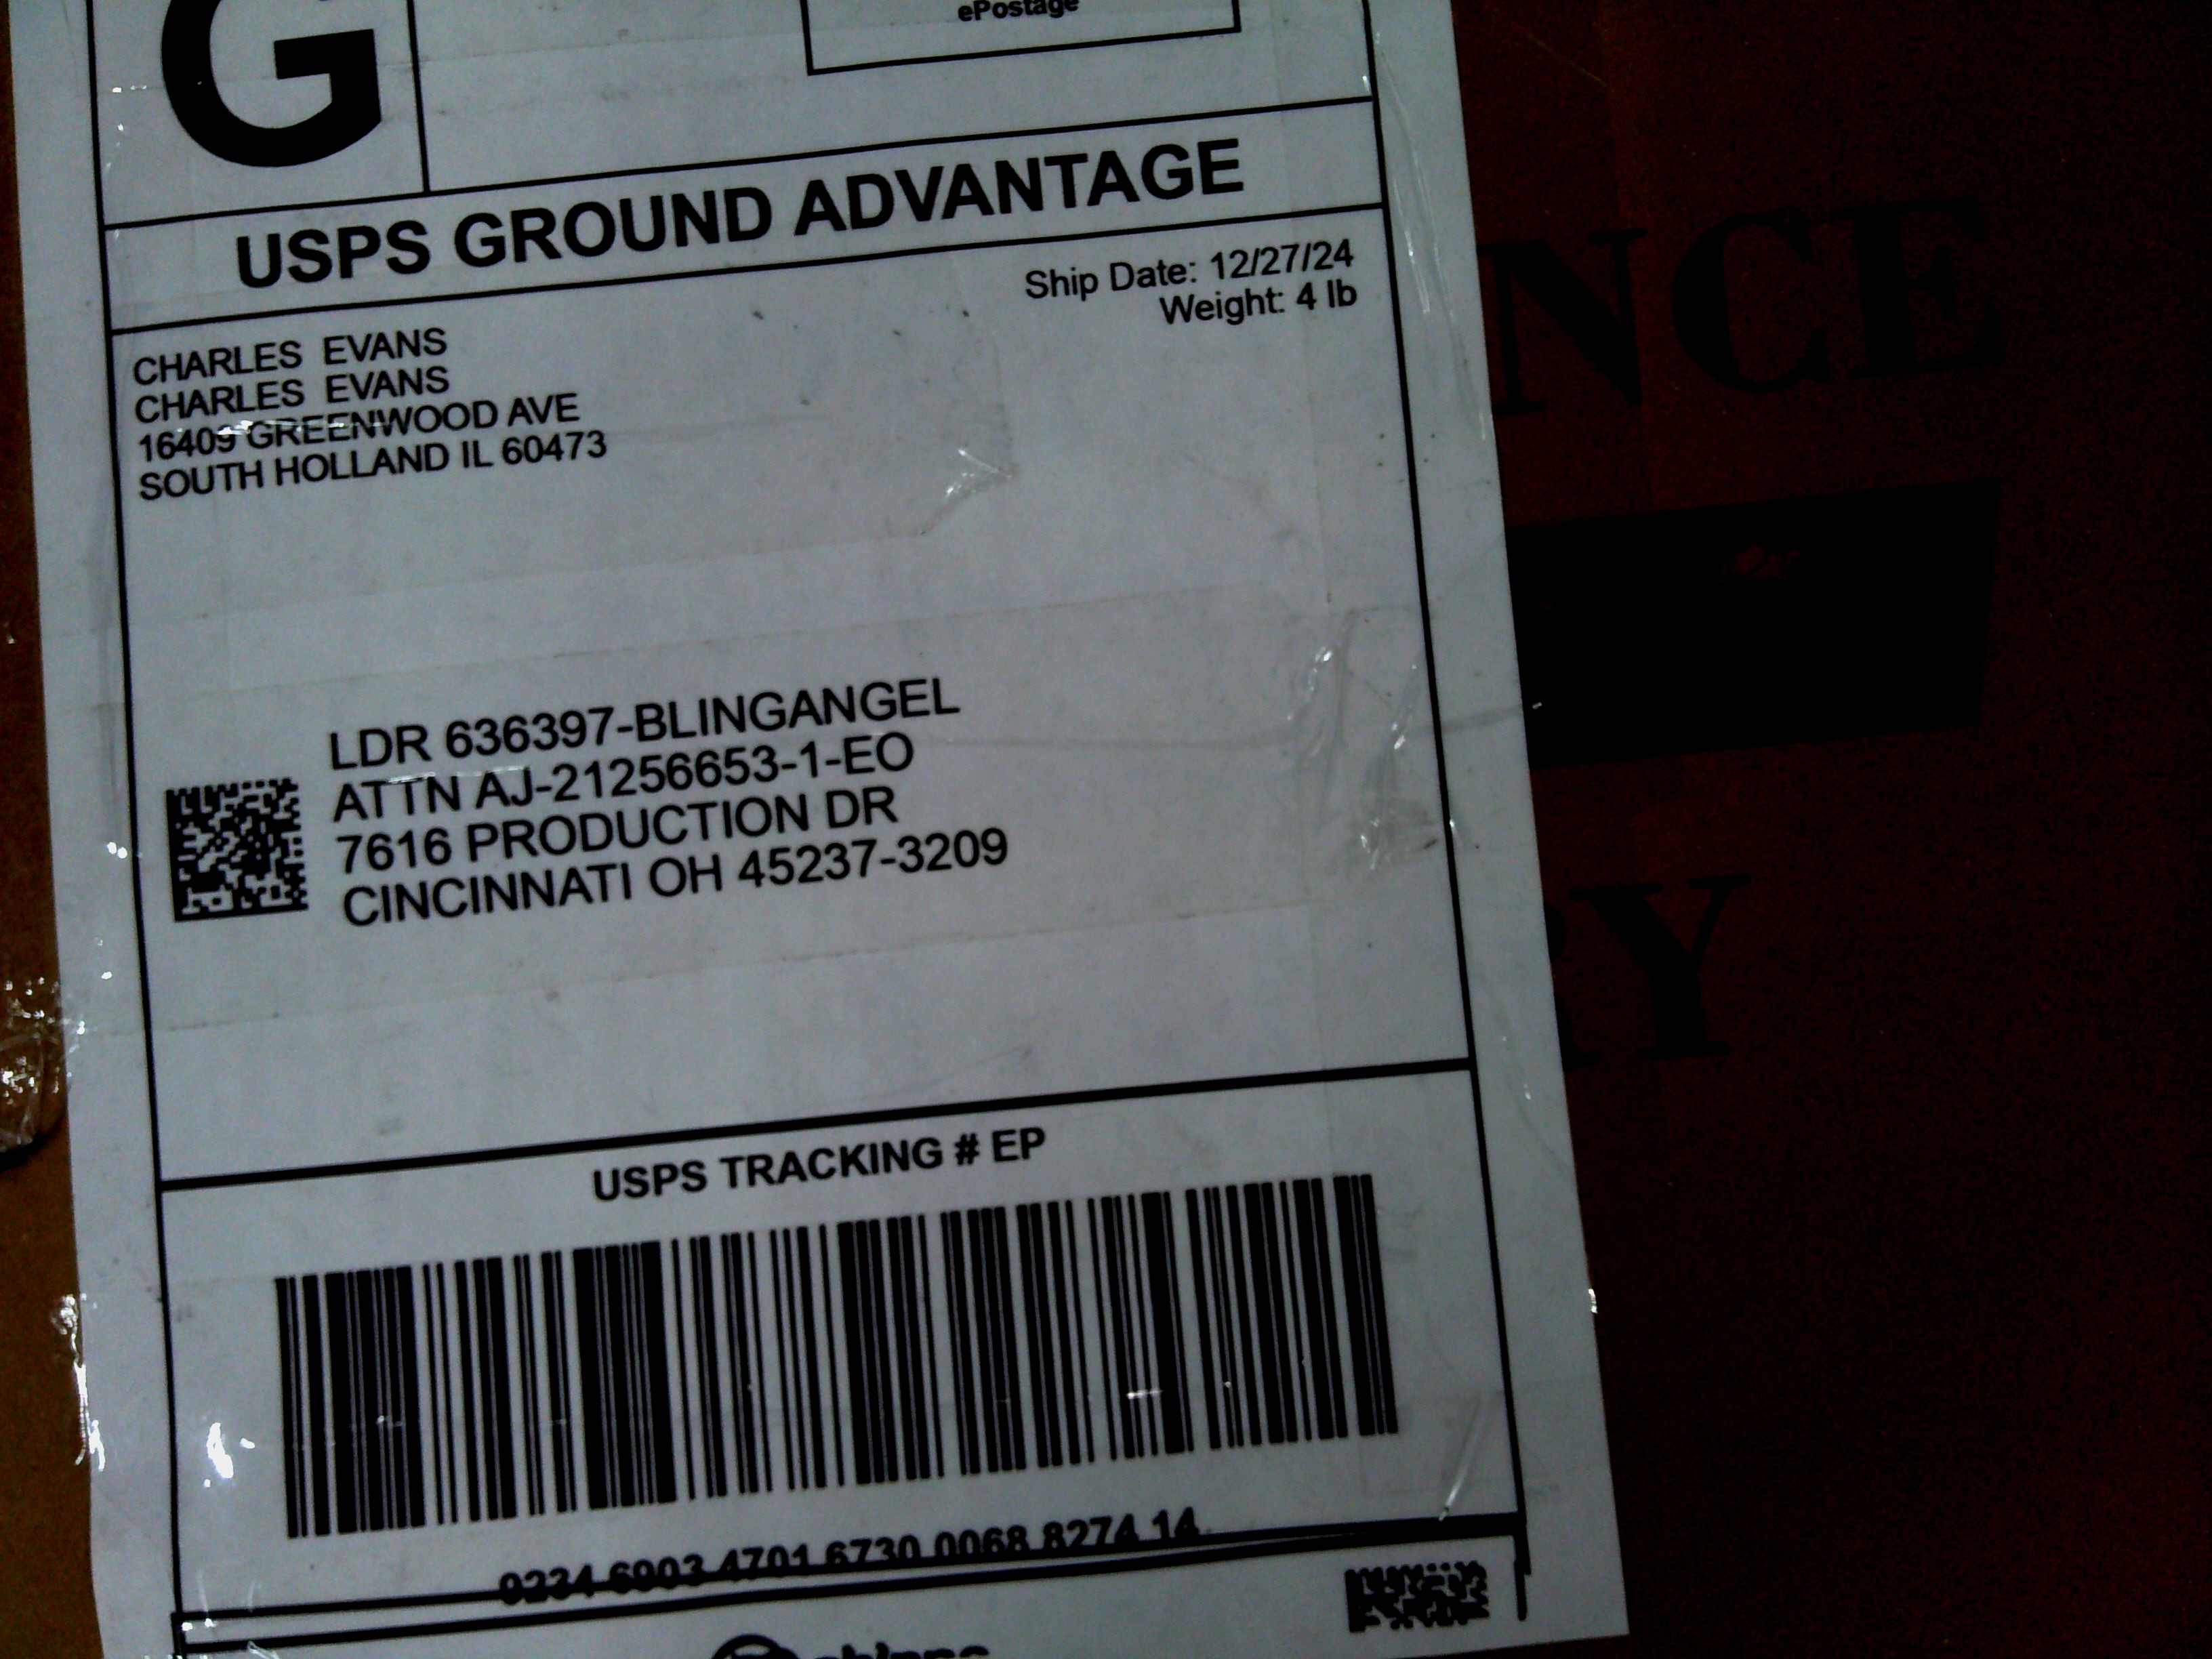 G
ePostage
USPS GROUND ADVANTAGE
Ship Date: 12/27/24
Weight: 4 lb
CHARLES EVANS
CHARLES EVANS
16409 GREENWOOD AVE
SOUTH HOLLAND IL 60473
LDR 636397-BLINGANGEL
ATTN AJ-21256653-1-EO
7616 PRODUCTION DR
CINCINNATI OH 45237-3209
USPS TRACKING # EP
4701 6730 0068 8274 14
NCE
RY